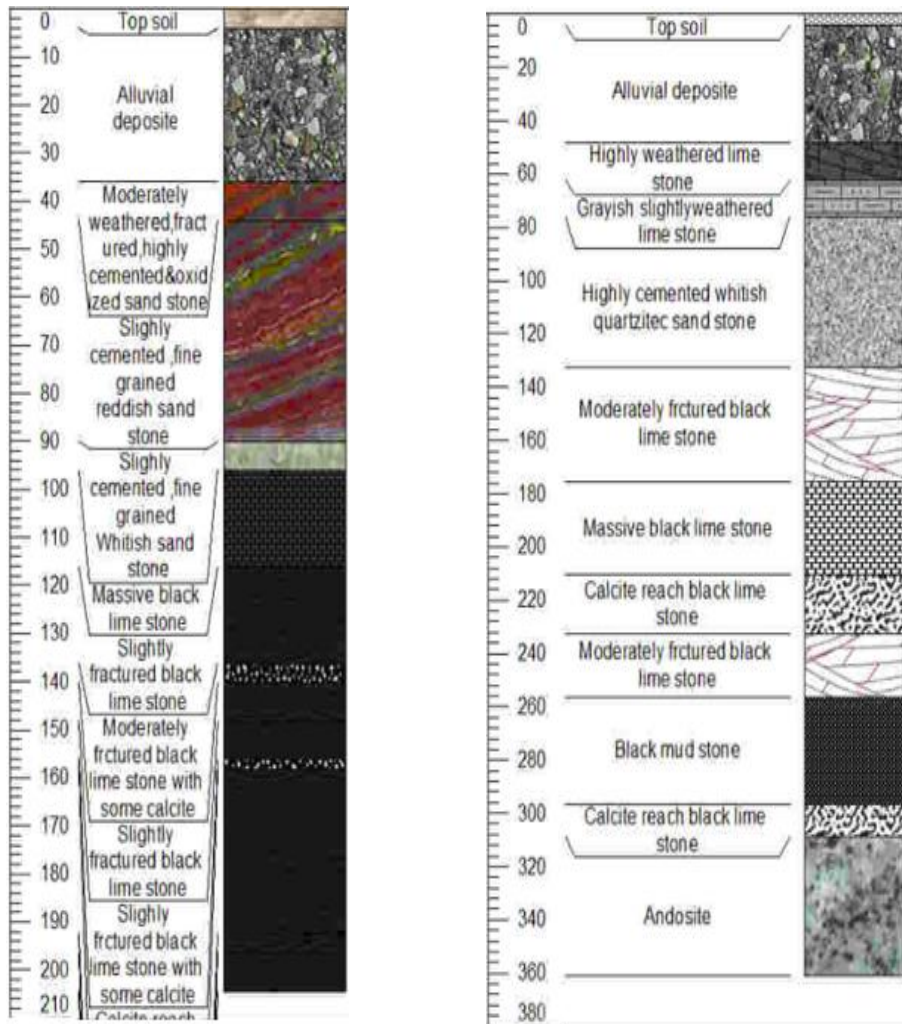 0
10
20
30
40
50
60
70
80
90
100
110
120
130
140
150
160
170
180
190
200
210
Top soil
Alluvial
deposite
Moderately
weathered,fract
ured,highly
cemented&oxid
ized sand stone
Slighly
cemented ,fine
grained
reddish sand
stone
Slighly
cemented ,fine
grained
Whitish sand
stone
Massive black
lime stone
Slightly
fractured black
lime stone
Moderately
frctured black
lime stone with
some calcite
Slightly
fractured black
lime stone
Slighly
frctured black
lime stone with
some calcite
Calcite reach
0
20
40
60
80
100
120
140
160
180
200
220
240
260
280
300
320
340
360
380
Top soil
Alluvial deposite
Highly weathered lime
stone
Grayish slightlyweathered
lime stone
Highly cemented whitish
quartzitec sand stone
Moderately frctured black
lime stone
Massive black lime stone
Calcite reach black lime
stone
Moderately frctured black
lime stone
Black mud stone
Calcite reach black lime
stone
Andosite